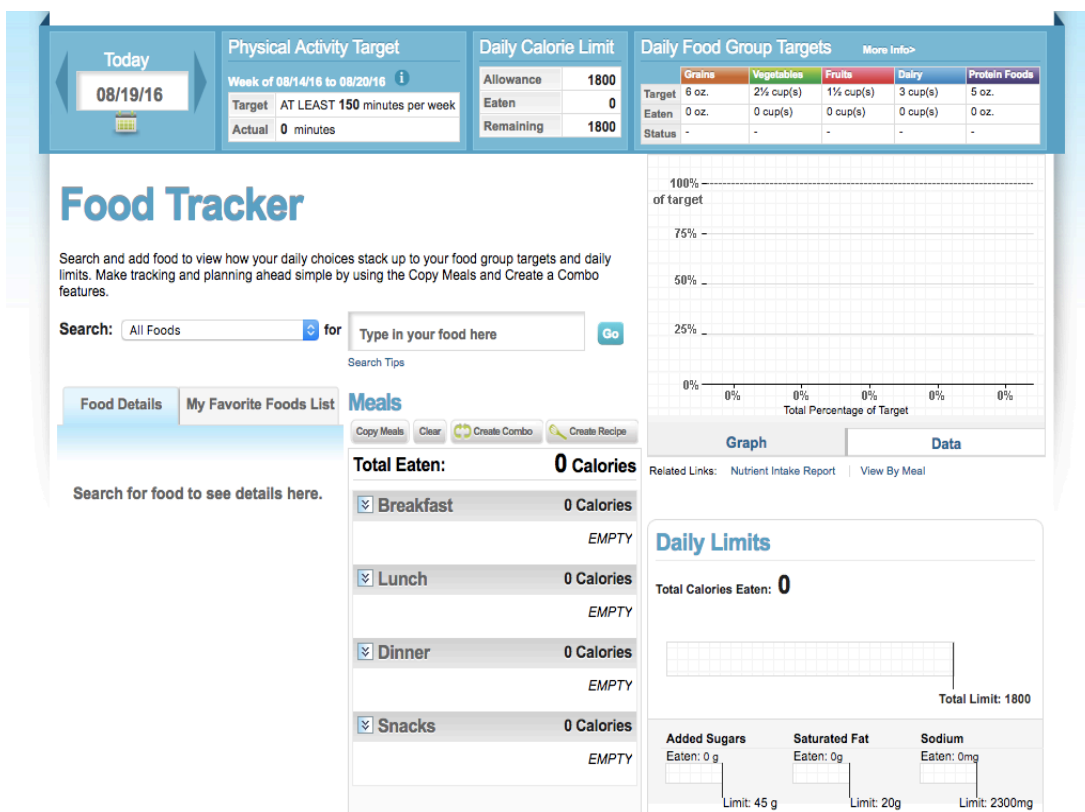 Today
08/19/16
Physical Activity Target
Week of 08/14/16 to 08/20/16 i
Target AT LEAST 150 minutes per week
Actual 0 minutes
Daily Calorie Limit
Allowance 1800
Eaten 0
Remaining 1800
Daily Food Group Targets More Info>
Grains Vegetables Fruits Dairy Protein Foods
Target 6 oz. 2½ cup(s) 1½ cup(s) 3 cup(s) 5 oz.
Eaten 0 oz. 0 cup(s) 0 cup(s) 0 cup(s) 0 oz.
Status - - - - -
Food Tracker
Search and add food to view how your daily choices stack up to your food group targets and daily
limits. Make tracking and planning ahead simple by using the Copy Meals and Create a Combo
features.
Search: All Foods for Type in your food here Go
Search Tips
Food Details My Favorite Foods List
Search for food to see details here.
Meals
Copy Meals Clear Create Combo Create Recipe
Total Eaten: 0 Calories
Breakfast 0 Calories
EMPTY
Lunch 0 Calories
EMPTY
Dinner 0 Calories
EMPTY
Snacks 0 Calories
EMPTY
100%
of target
75%
50%
25%
0%
0% 0% 0% 0% 0%
Total Percentage of Target
Graph Data
Related Links: Nutrient Intake Report | View By Meal
Daily Limits
Total Calories Eaten: 0
Total Limit: 1800
Added Sugars Saturated Fat Sodium
Eaten: 0 g Eaten: 0g Eaten: 0mg
Limit: 45 g Limit: 20g Limit: 2300mg